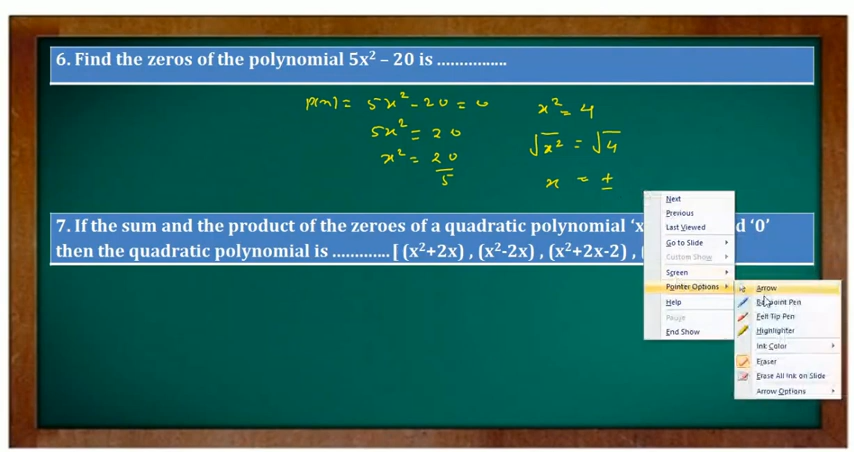 6. Find the zeros of the polynomial 5x² – 20 is ................
p(x) = 5x² - 20 = 0
5x² = 20
x² = 20/5
x² = 4
√x² = √4
x = ±
7. If the sum and the product of the zeroes of a quadratic polynomial ‘x d ‘0’
then the quadratic polynomial is ............. [ (x²+2x) , (x²-2x) , (x²+2x-2) , (
Next
Previous
Last Viewed
Go to Slide
Custom Show
Screen
Pointer Options
Help
Pause
End Show
Arrow
Ballpoint Pen
Felt Tip Pen
Highlighter
Ink Color
Eraser
Erase All Ink on Slide
Arrow Options